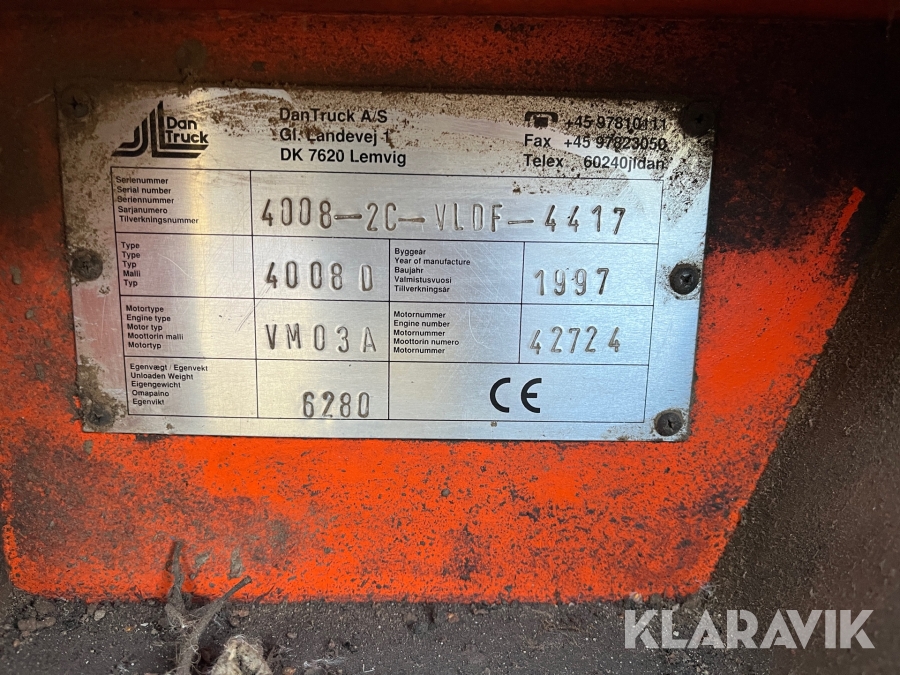 Dan Truck
DanTruck A/S
Gl. Landevej 1
DK 7620 Lemvig
+45 97810111
Fax +45 97823050
Telex 60240jldan
Serienummer
Serial number
Seriennummer
Sarjanumero
Tillverkningsnummer
4008-2C-VLDF-4417
Type
Type
Typ
Malli
Typ
4008D
Byggeår
Year of manufacture
Baujahr
Valmistusvuosi
Tillverkningsår
1997
Motortype
Engine type
Motor typ
Moottorin malli
Motortyp
VM03A
Motornummer
Engine number
Motornummer
Moottorin numero
Motornummer
42724
Egenvægt / Egenvekt
Unloaden Weight
Eigengewicht
Omapaino
Egenvikt
6280
CE
KLARAVIK